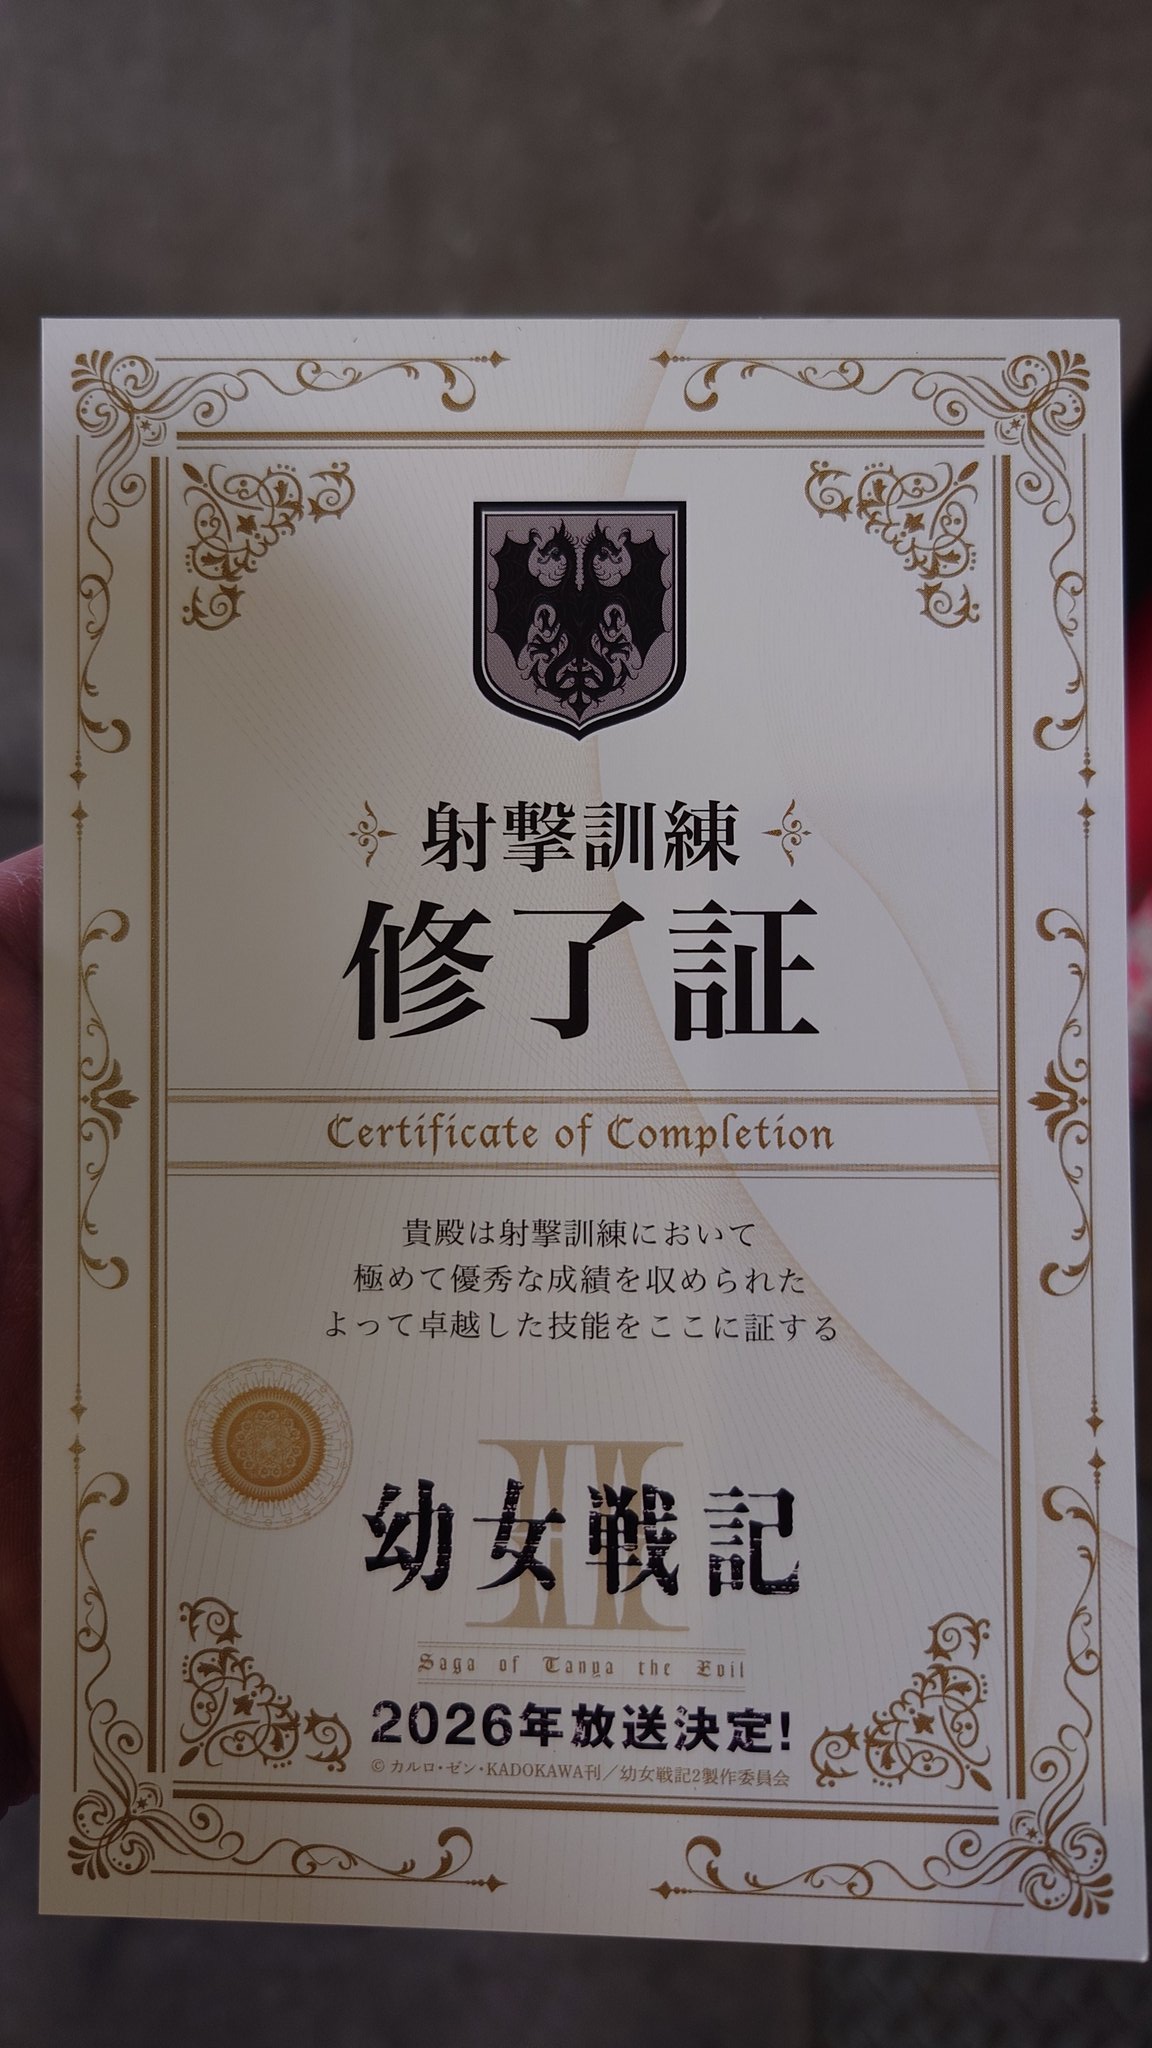 射撃訓練
修了証
Certificate of Completion
貴殿は射撃訓練において
極めて優秀な成績を収められた
よって卓越した技能をここに証する
II
幼女戦記
Saga of Tanya the Evil
2026年放送決定!
© カルロ・ゼン・KADOKAWA刊／幼女戦記2製作委員会